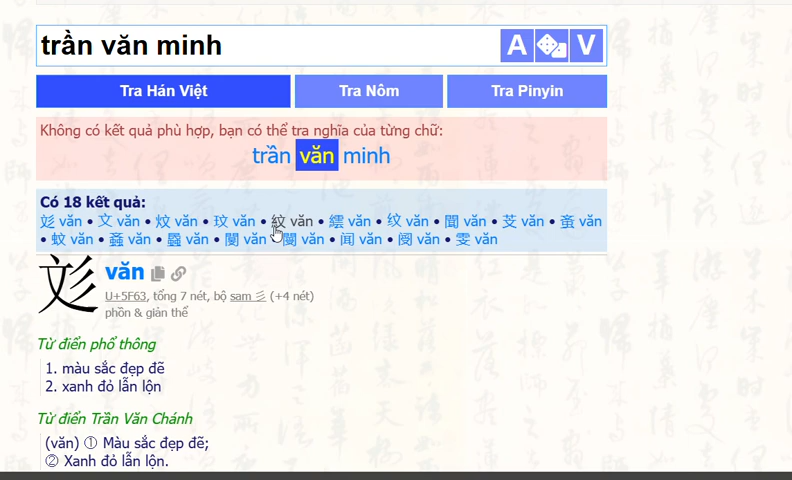 trần văn minh
A V
Tra Hán Việt Tra Nôm Tra Pinyin
Không có kết quả phù hợp, bạn có thể tra nghĩa của từng chữ:
trần văn minh
Có 18 kết quả:
彣 văn • 文 văn • 炆 văn • 玟 văn • 紋 văn • 繧 văn • 纹 văn • 聞 văn • 芠 văn • 蚉 văn
• 蚊 văn • 螡 văn • 蟁 văn • 閺 văn • 閿 văn • 闻 văn • 阌 văn • 雯 văn
彣 văn
U+5F63, tổng 7 nét, bộ sam 彡 (+4 nét)
phồn & giản thể
Từ điển phổ thông
1. màu sắc đẹp đẽ
2. xanh đỏ lẫn lộn
Từ điển Trần Văn Chánh
(văn) ① Màu sắc đẹp đẽ;
② Xanh đỏ lẫn lộn.